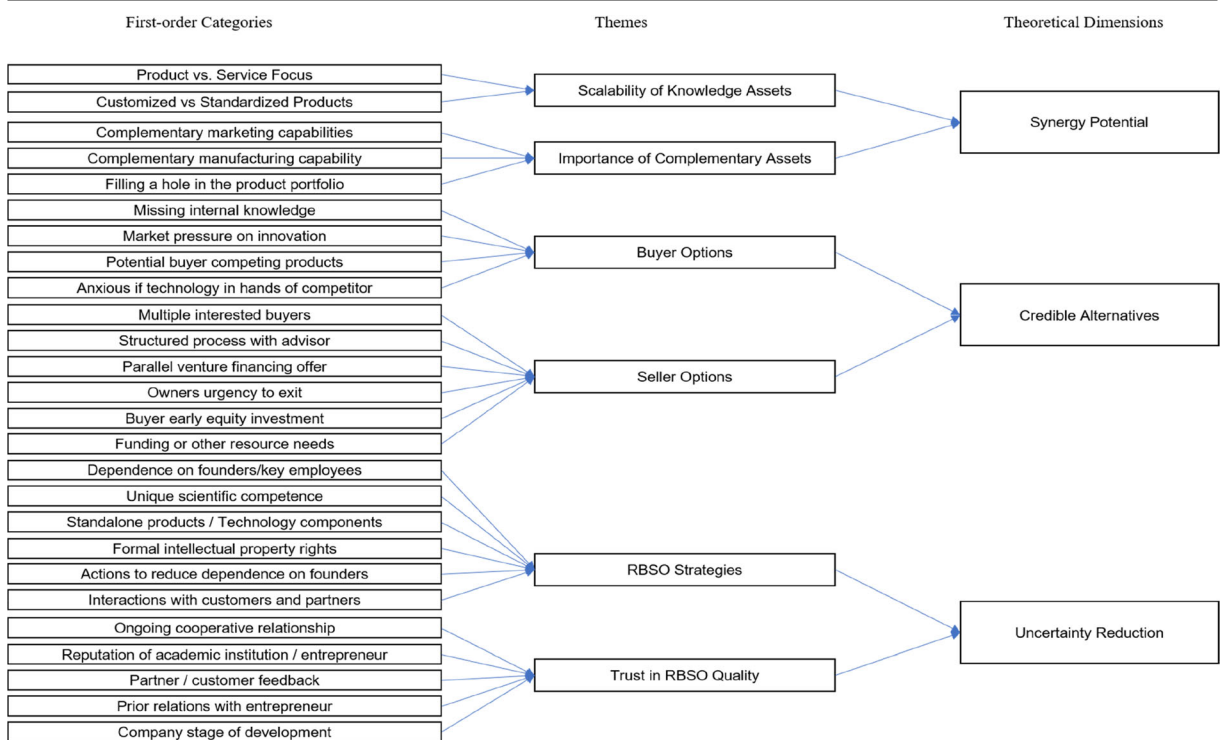 First-order Categories
Themes
Theoretical Dimensions
Product vs. Service Focus
Customized vs Standardized Products
Complementary marketing capabilities
Complementary manufacturing capability
Filling a hole in the product portfolio
Missing internal knowledge
Market pressure on innovation
Potential buyer competing products
Anxious if technology in hands of competitor
Multiple interested buyers
Structured process with advisor
Parallel venture financing offer
Owners urgency to exit
Buyer early equity investment
Funding or other resource needs
Dependence on founders/key employees
Unique scientific competence
Standalone products / Technology components
Formal intellectual property rights
Actions to reduce dependence on founders
Interactions with customers and partners
Ongoing cooperative relationship
Reputation of academic institution / entrepreneur
Partner / customer feedback
Prior relations with entrepreneur
Company stage of development
Scalability of Knowledge Assets
Importance of Complementary Assets
Buyer Options
Seller Options
RBSO Strategies
Trust in RBSO Quality
Synergy Potential
Credible Alternatives
Uncertainty Reduction